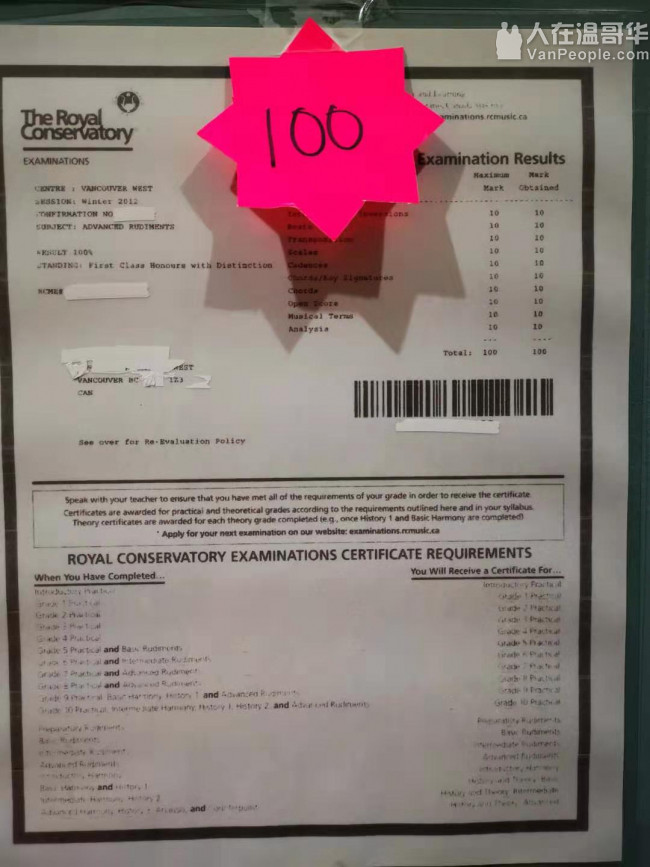 人在温哥华
VanPeople.com
100
The Royal
Conservatory
examinations.rcmusic.ca
EXAMINATIONS
Examination Results
Maximum Mark
Mark Obtained
CENTRE : VANCOUVER WEST
SESSION: Winter 2012
CONFIRMATION NO
SUBJECT: ADVANCED RUDIMENTS
RESULT 100%
STANDING: First Class Honours with Distinction
10 10
10 10
Transposition 10 10
Scales 10 10
Cadences 10 10
Chords/Key Signatures 10 10
Chords 10 10
Open Score 10 10
Musical Terms 10 10
Analysis 10 10
Total: 100 100
VANCOUVER BC
CAN
See over for Re-Evaluation Policy
Speak with your teacher to ensure that you have met all of the requirements of your grade in order to receive the certificate
Certificates are awarded for practical and theoretical grades according to the requirements outlined here and in your syllabus.
Theory certificates are awarded for each theory grade completed (e.g., once History 1 and Basic Harmony are completed)
* Apply for your next examination on our website: examinations.rcmusic.ca
ROYAL CONSERVATORY EXAMINATIONS CERTIFICATE REQUIREMENTS
When You Have Completed... You Will Receive a Certificate For...
Introductory Practical Introductory Practical
Grade 1 Practical Grade 1 Practical
Grade 2 Practical Grade 2 Practical
Grade 3 Practical Grade 3 Practical
Grade 4 Practical Grade 4 Practical
Grade 5 Practical and Basic Rudiments Grade 5 Practical
Grade 6 Practical and Intermediate Rudiments Grade 6 Practical
Grade 7 Practical and Advanced Rudiments Grade 7 Practical
Grade 8 Practical and Advanced Rudiments Grade 8 Practical
Grade 9 Practical, Basic Harmony, History 1, and Advanced Rudiments Grade 9 Practical
Grade 10 Practical, Intermediate Harmony, History 1, History 2, and Advanced Rudiments Grade 10 Practical
Preparatory Rudiments Preparatory Rudiments
Basic Rudiments Basic Rudiments
Intermediate Rudiments Intermediate Rudiments
Advanced Rudiments Advanced Rudiments
Introductory Harmony Introductory Harmony
Basic Harmony and History 1 History and Theory: Basic
Intermediate Harmony, History 2 History and Theory: Intermediate
Advanced Harmony, History 3, Analysis, and Counterpoint History and Theory: Advanced